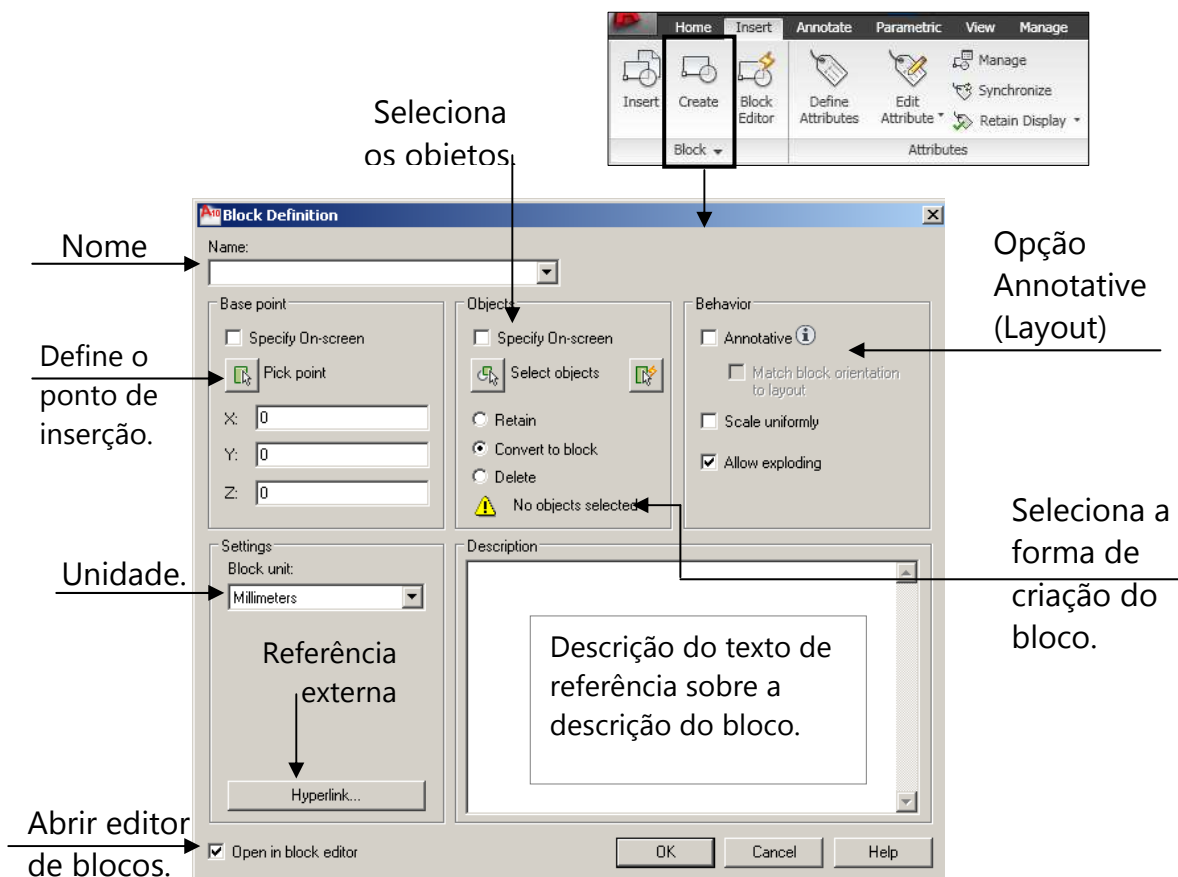 Home Insert Annotate Parametric View Manage
Insert
Create
Block
Editor
Define
Attributes
Edit
Attribute
Manage
Synchronize
Retain Display
Block
Attributes
Seleciona
os objetos.
A10 Block Definition
Nome
Name:
Opção
Annotative
(Layout)
Base point
Specify On-screen
Pick point
X: 0
Y: 0
Z: 0
Define o
ponto de
inserção.
Objects
Specify On-screen
Select objects
Retain
Convert to block
Delete
No objects selected
Behavior
Annotative
Match block orientation
to layout
Scale uniformly
Allow exploding
Seleciona a
forma de
criação do
bloco.
Settings
Block unit:
Millimeters
Unidade.
Referência
externa
Hyperlink...
Description
Descrição do texto de
referência sobre a
descrição do bloco.
Abrir editor
de blocos.
Open in block editor
OK Cancel Help